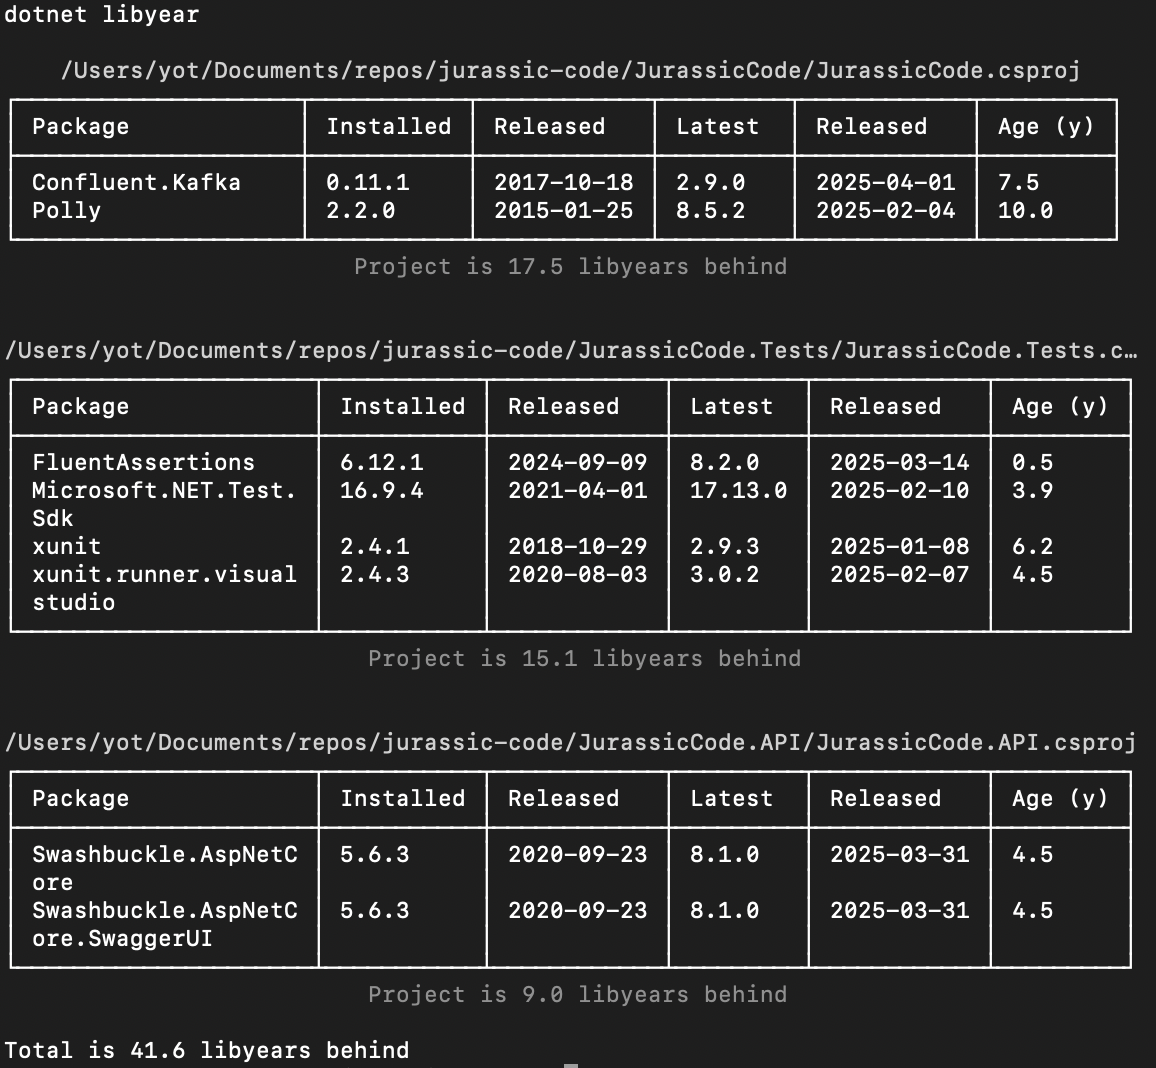 dotnet libyear
/Users/yot/Documents/repos/jurassic-code/JurassicCode/JurassicCode.csproj
Package Installed Released Latest Released Age (y)
Confluent.Kafka 0.11.1 2017-10-18 2.9.0 2025-04-01 7.5
Polly 2.2.0 2015-01-25 8.5.2 2025-02-04 10.0
Project is 17.5 libyears behind
/Users/yot/Documents/repos/jurassic-code/JurassicCode.Tests/JurassicCode.Tests.c…
Package Installed Released Latest Released Age (y)
FluentAssertions 6.12.1 2024-09-09 8.2.0 2025-03-14 0.5
Microsoft.NET.Test. 16.9.4 2021-04-01 17.13.0 2025-02-10 3.9
Sdk
xunit 2.4.1 2018-10-29 2.9.3 2025-01-08 6.2
xunit.runner.visual 2.4.3 2020-08-03 3.0.2 2025-02-07 4.5
studio
Project is 15.1 libyears behind
/Users/yot/Documents/repos/jurassic-code/JurassicCode.API/JurassicCode.API.csproj
Package Installed Released Latest Released Age (y)
Swashbuckle.AspNetC 5.6.3 2020-09-23 8.1.0 2025-03-31 4.5
ore
Swashbuckle.AspNetC 5.6.3 2020-09-23 8.1.0 2025-03-31 4.5
ore.SwaggerUI
Project is 9.0 libyears behind
Total is 41.6 libyears behind